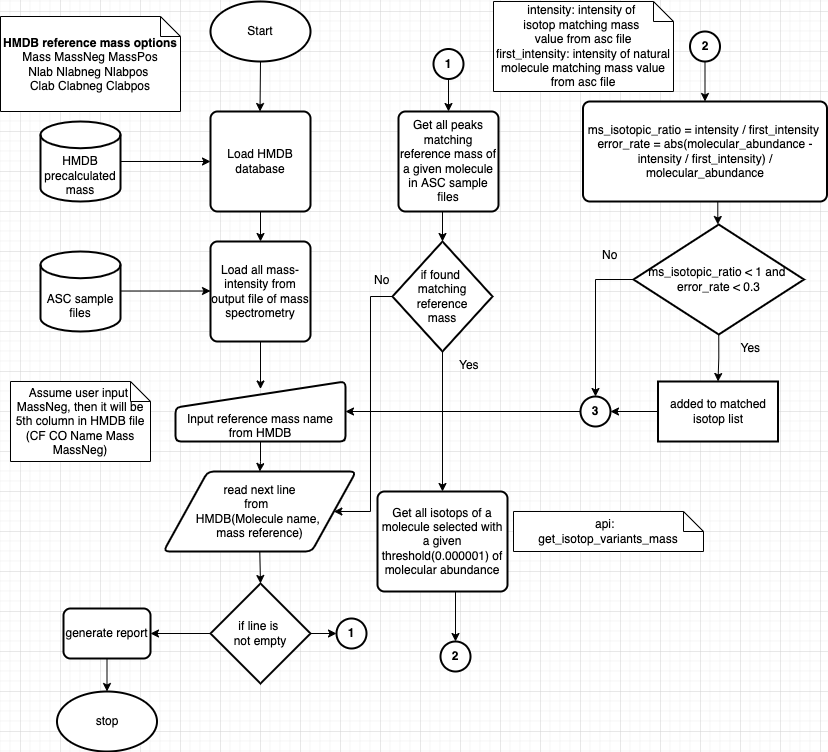 HMDB reference mass options
Mass MassNeg MassPos
Nlab Nlabneg Nlabpos
Clab Clabneg Clabpos
Start
HMDB
precalculated
mass
Load HMDB
database
ASC sample
files
Load all mass-
intensity from
output file of mass
spectrometry
Assume user input
MassNeg, then it will be
5th column in HMDB file
(CF CO Name Mass
MassNeg)
Input reference mass name
from HMDB
read next line
from
HMDB(Molecule name,
mass reference)
if line is
not empty
1
generate report
stop
1
Get all peaks
matching
reference mass of
a given molecule
in ASC sample
files
if found
matching
reference
mass
No
Yes
Get all isotops of a
molecule selected with
a given
threshold(0.000001) of
molecular abundance
api:
get_isotop_variants_mass
2
intensity: intensity of
isotop matching mass
value from asc file
first_intensity: intensity of natural
molecule matching mass value
from asc file
2
ms_isotopic_ratio = intensity / first_intensity
error_rate = abs(molecular_abundance -
intensity / first_intensity) /
molecular_abundance
ms_isotopic_ratio < 1 and
error_rate < 0.3
No
Yes
added to matched
isotop list
3